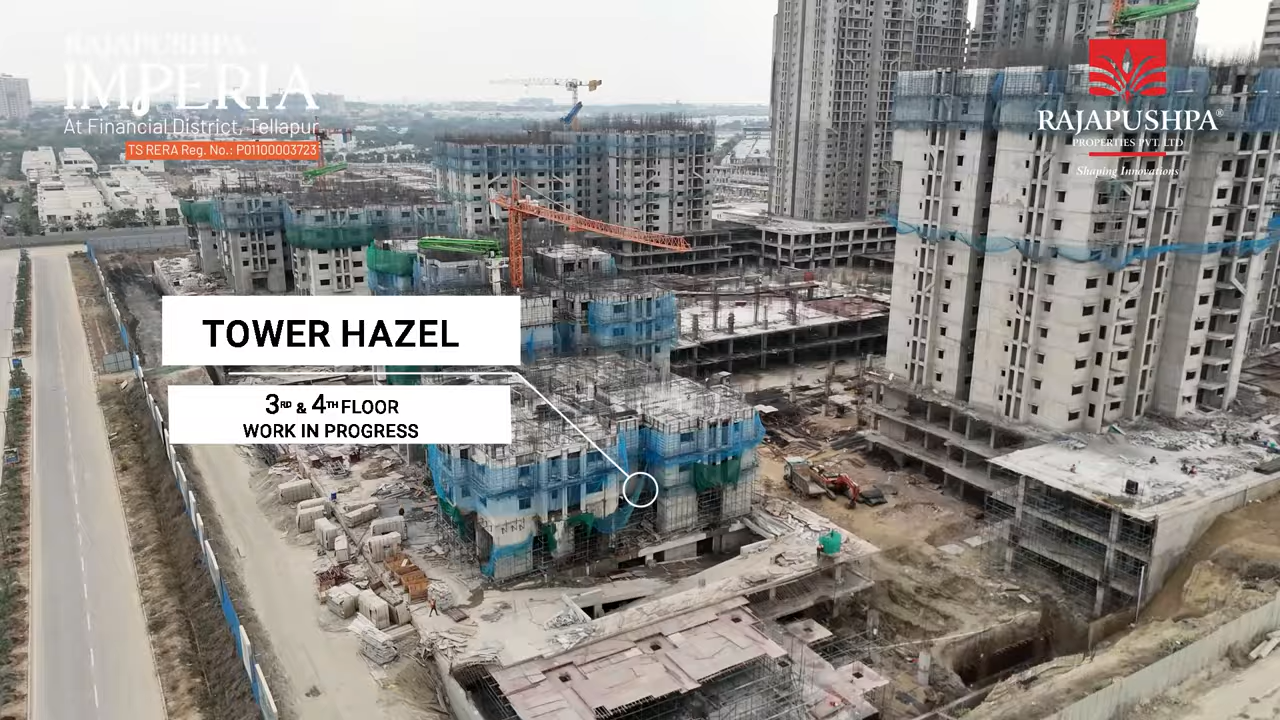 RAJAPUSHPA
IMPERIA
At Financial District, Tellapur
TS RERA Reg. No.: P01100003723
RAJAPUSHPA®
PROPERTIES PVT. LTD
Shaping Innovations
TOWER HAZEL
3RD & 4TH FLOOR
WORK IN PROGRESS